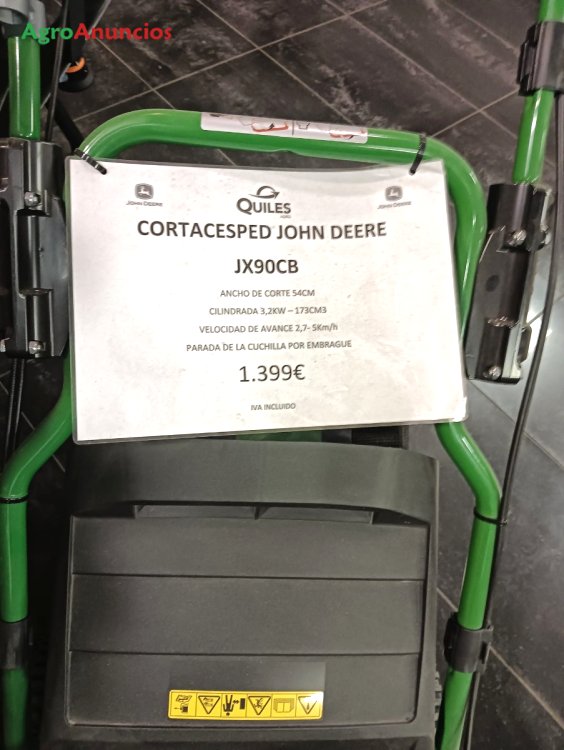 AgroAnuncios
JOHN DEERE
QUILES
AGRO
JOHN DEERE
CORTACESPED JOHN DEERE
JX90CB
ANCHO DE CORTE 54CM
CILINDRADA 3,2KW – 173CM3
VELOCIDAD DE AVANCE 2,7- 5Km/h
PARADA DE LA CUCHILLA POR EMBRAGUE
1.399€
IVA INCLUIDO